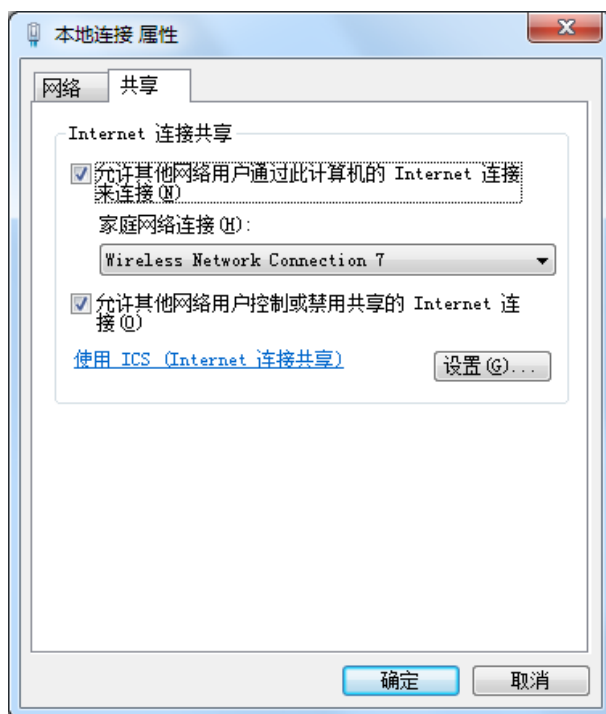 本地连接 属性
网络
共享
Internet 连接共享
允许其他网络用户通过此计算机的 Internet 连接
来连接(N)
家庭网络连接(H):
Wireless Network Connection 7
允许其他网络用户控制或禁用共享的 Internet 连
接(O)
使用 ICS (Internet 连接共享)
设置(G)...
确定
取消